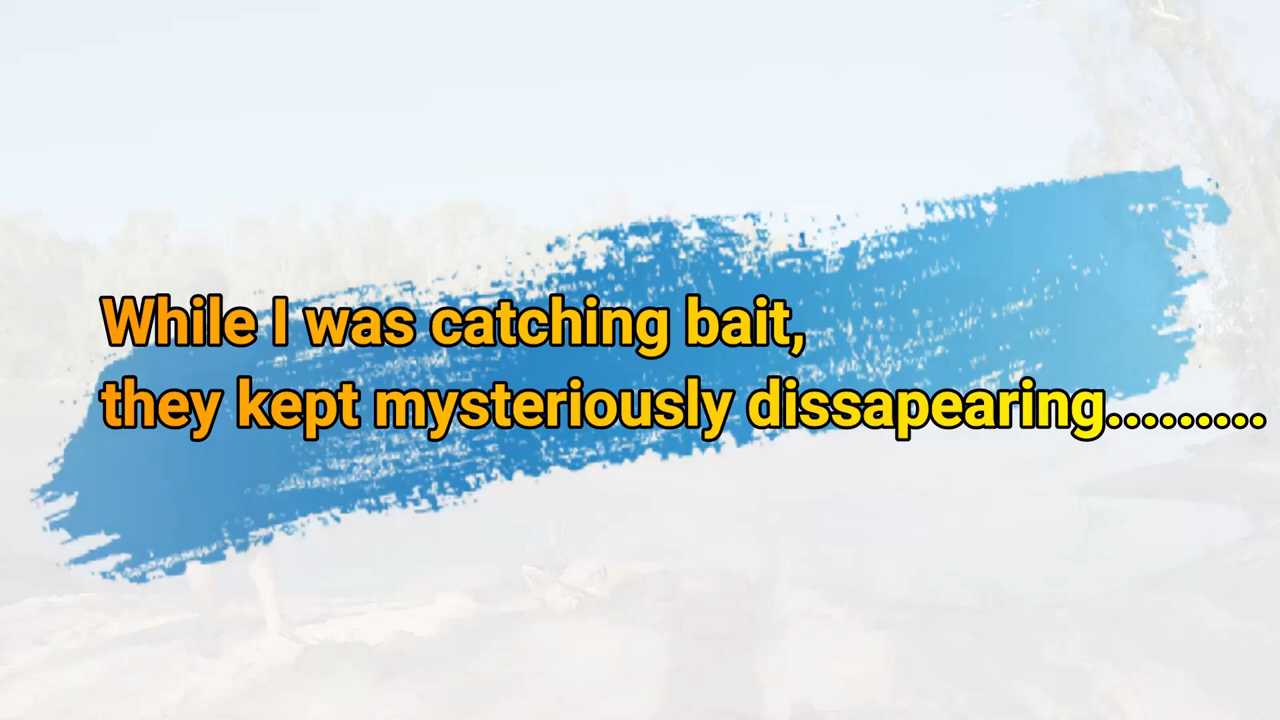 While I was catching bait,
they kept mysteriously dissapearing.........